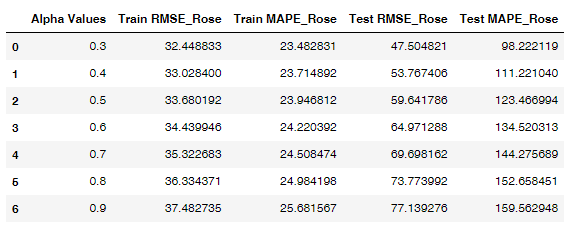 Alpha Values Train RMSE_Rose Train MAPE_Rose Test RMSE_Rose Test MAPE_Rose
0 0.3 32.448833 23.482831 47.504821 98.222119
1 0.4 33.028400 23.714892 53.767406 111.221040
2 0.5 33.680192 23.946812 59.641786 123.466994
3 0.6 34.439946 24.220392 64.971288 134.520313
4 0.7 35.322683 24.508474 69.698162 144.275689
5 0.8 36.334371 24.984198 73.773992 152.658451
6 0.9 37.482735 25.681567 77.139276 159.562948